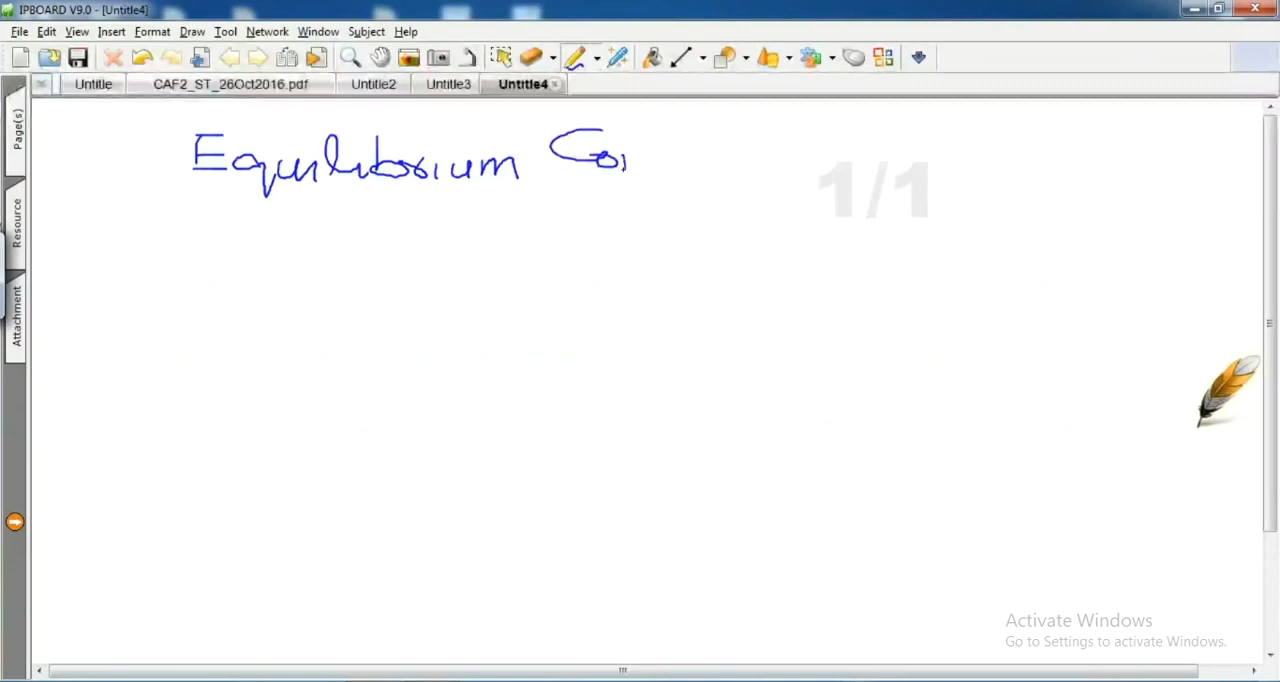 IPBOARD V9.0 - [Untitle4]
File Edit View Insert Format Draw Tool Network Window Subject Help
Untitle CAF2_ST_26Oct2016.pdf Untitle2 Untitle3 Untitle4
Page(s)
Resource
Attachment
Equilibrium
1/1
Activate Windows
Go to Settings to activate Windows.